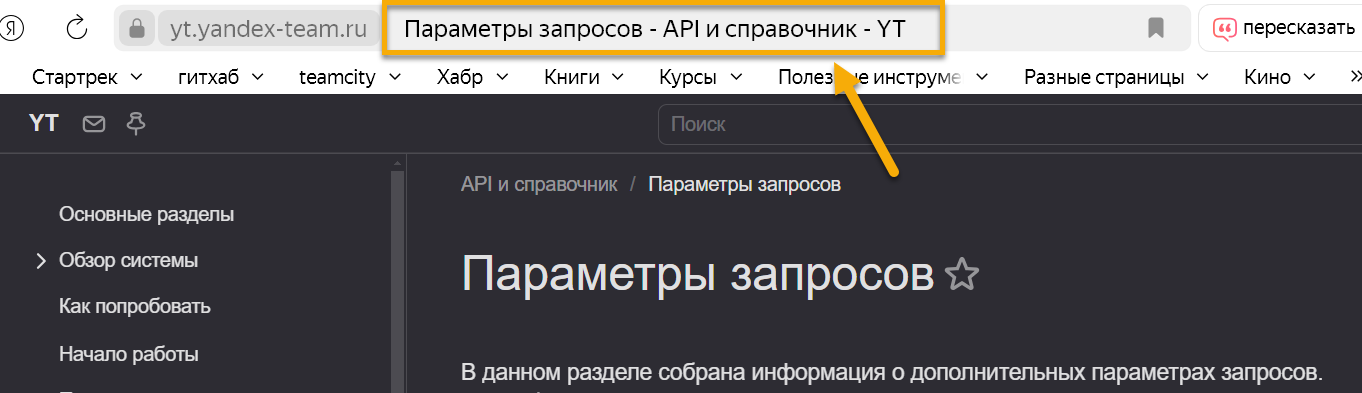 Я yt.yandex-team.ru Параметры запросов - API и справочник - YT пересказать
Стартрек гитхаб teamcity Хабр Книги Курсы Разные страницы Кино
YT Поиск
API и справочник / Параметры запросов
Основные разделы
Обзор системы
Параметры запросов
Как попробовать
Начало работы
В данном разделе собрана информация о дополнительных параметрах запросов.